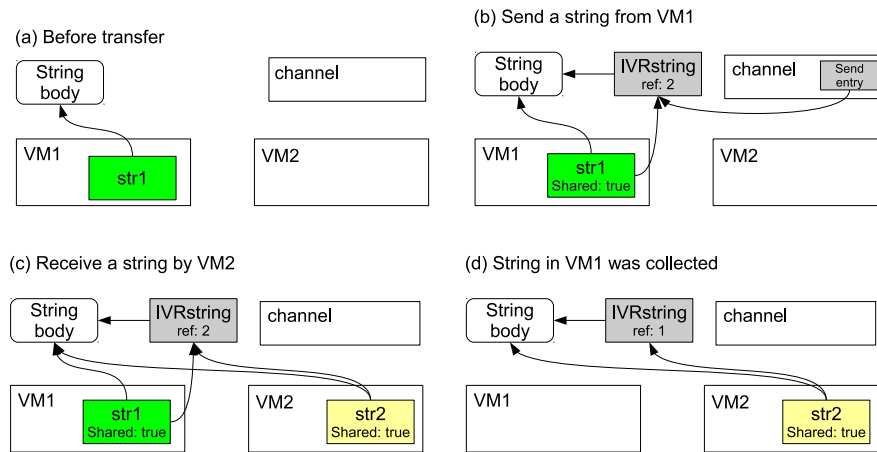 (a) Before transfer
String
body
channel
VM1
str1
VM2
(b) Send a string from VM1
String
body
IVRstring
ref: 2
channel
Send
entry
VM1
str1
Shared: true
VM2
(c) Receive a string by VM2
String
body
IVRstring
ref: 2
channel
VM1
str1
Shared: true
VM2
str2
Shared: true
(d) String in VM1 was collected
String
body
IVRstring
ref: 1
channel
VM1
VM2
str2
Shared: true